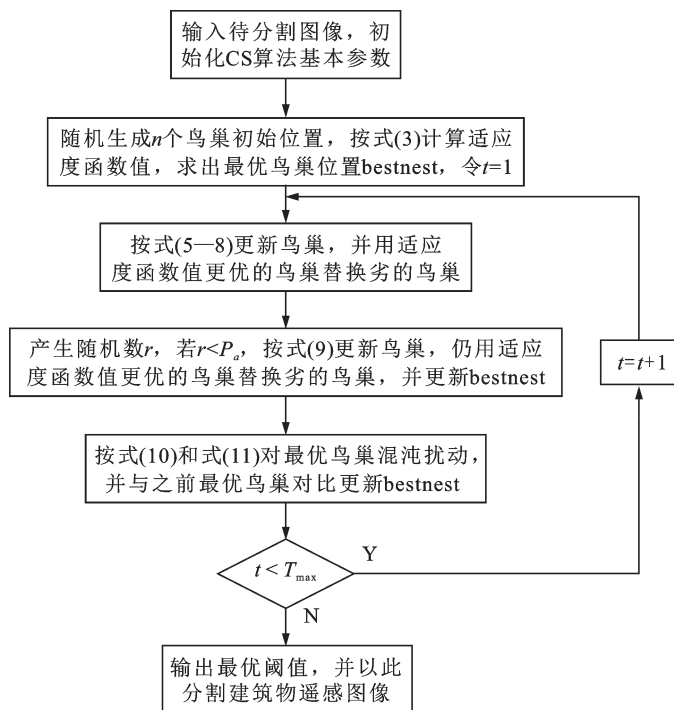 输入待分割图像，初
始化CS算法基本参数
随机生成n个鸟巢初始位置，按式(3)计算适应
度函数值，求出最优鸟巢位置bestnest，令t=1
按式(5—8)更新鸟巢，并用适应
度函数值更优的鸟巢替换劣的鸟巢
产生随机数r，若r<Pa，按式(9)更新鸟巢，仍用适应
度函数值更优的鸟巢替换劣的鸟巢，并更新bestnest
t=t+1
按式(10)和式(11)对最优鸟巢混沌扰动，
并与之前最优鸟巢对比更新bestnest
t < Tmax
Y
N
输出最优阈值，并以此
分割建筑物遥感图像